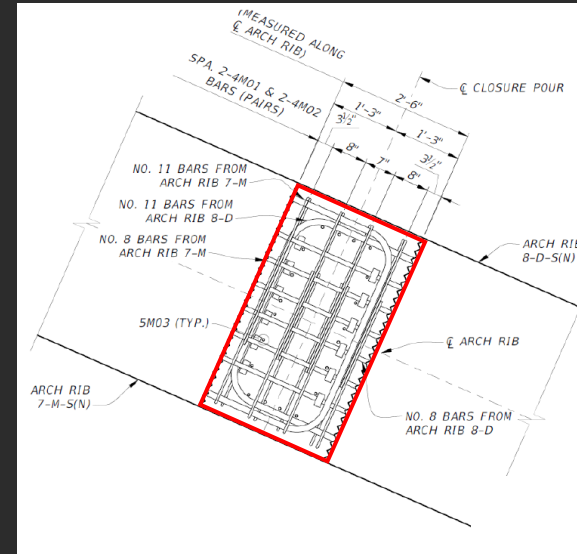 (MEASURED ALONG
℄ ARCH RIB)
SPA. 2-4M01 & 2-4M02
BARS (PAIRS)
2'-6"
℄ CLOSURE POUR
1'-3"
1'-3"
3½"
8"
7"
8"
3½"
NO. 11 BARS FROM
ARCH RIB 7-M
NO. 11 BARS FROM
ARCH RIB 8-D
NO. 8 BARS FROM
ARCH RIB 7-M
5M03 (TYP.)
ARCH RIB
7-M-S(N)
ARCH RIB
8-D-S(N)
℄ ARCH RIB
NO. 8 BARS FROM
ARCH RIB 8-D